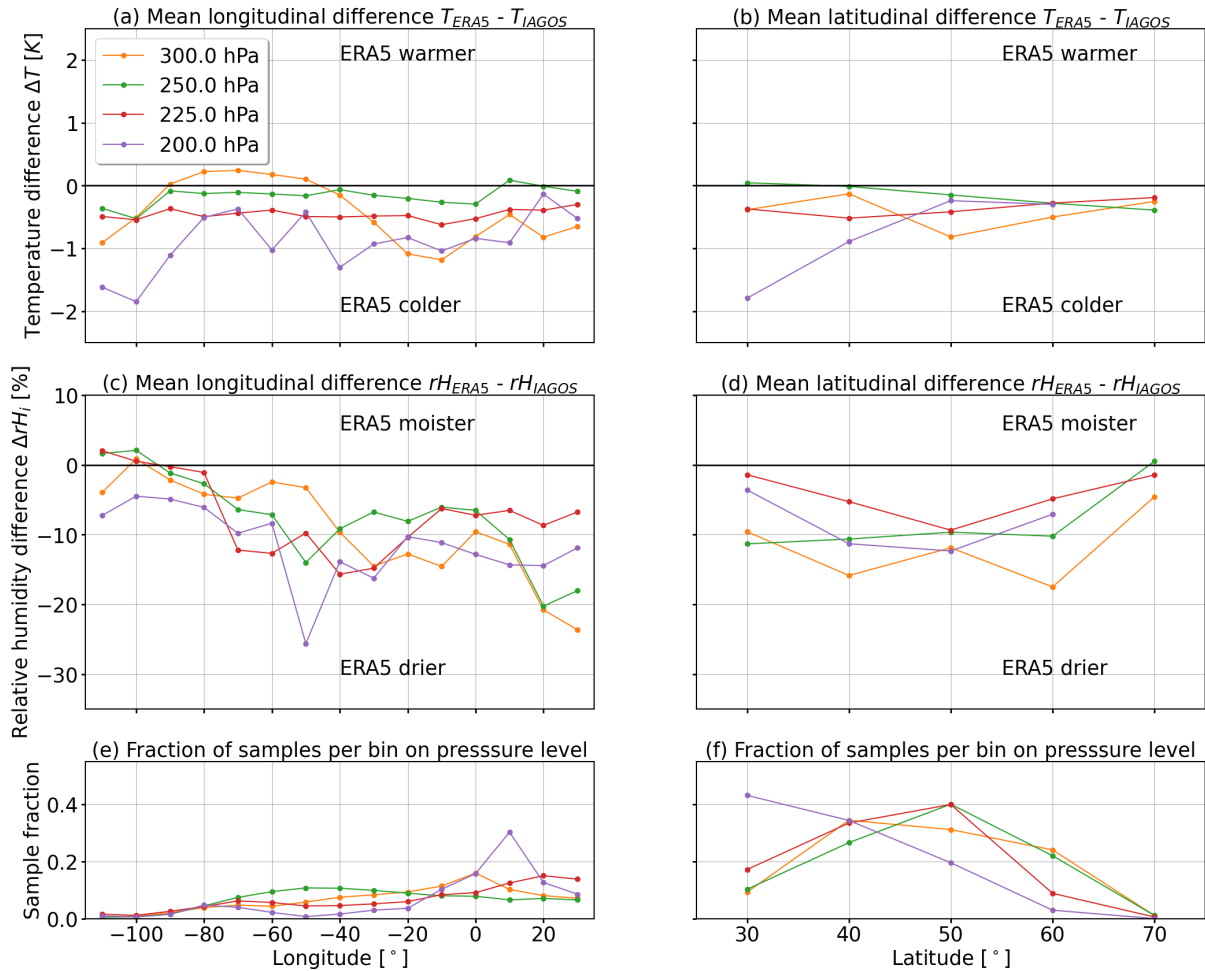 (a) Mean longitudinal difference T_ERA5 - T_IAGOS
Temperature difference ΔT [K]
2
1
0
−1
−2
300.0 hPa
250.0 hPa
225.0 hPa
200.0 hPa
ERA5 warmer
ERA5 colder
(b) Mean latitudinal difference T_ERA5 - T_IAGOS
ERA5 warmer
ERA5 colder
(c) Mean longitudinal difference rH_ERA5 - rH_IAGOS
Relative humidity difference ΔrH_i [%]
10
0
−10
−20
−30
ERA5 moister
ERA5 drier
(d) Mean latitudinal difference rH_ERA5 - rH_IAGOS
ERA5 moister
ERA5 drier
(e) Fraction of samples per bin on presssure level
Sample fraction
0.4
0.2
0.0
−100 −80 −60 −40 −20 0 20
Longitude [°]
(f) Fraction of samples per bin on presssure level
30 40 50 60 70
Latitude [°]